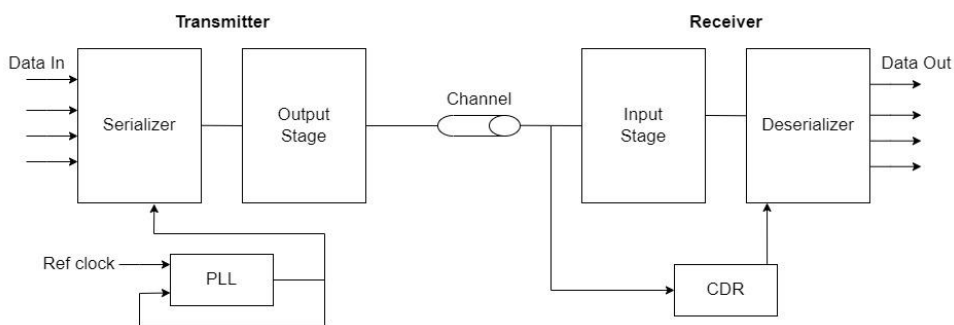 Transmitter
Receiver
Data In
Serializer
Output
Stage
Channel
Input
Stage
Deserializer
Data Out
Ref clock
PLL
CDR